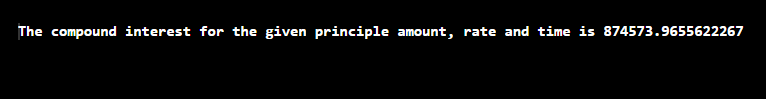 The compound interest for the given principle amount, rate and time is 874573.9655622267